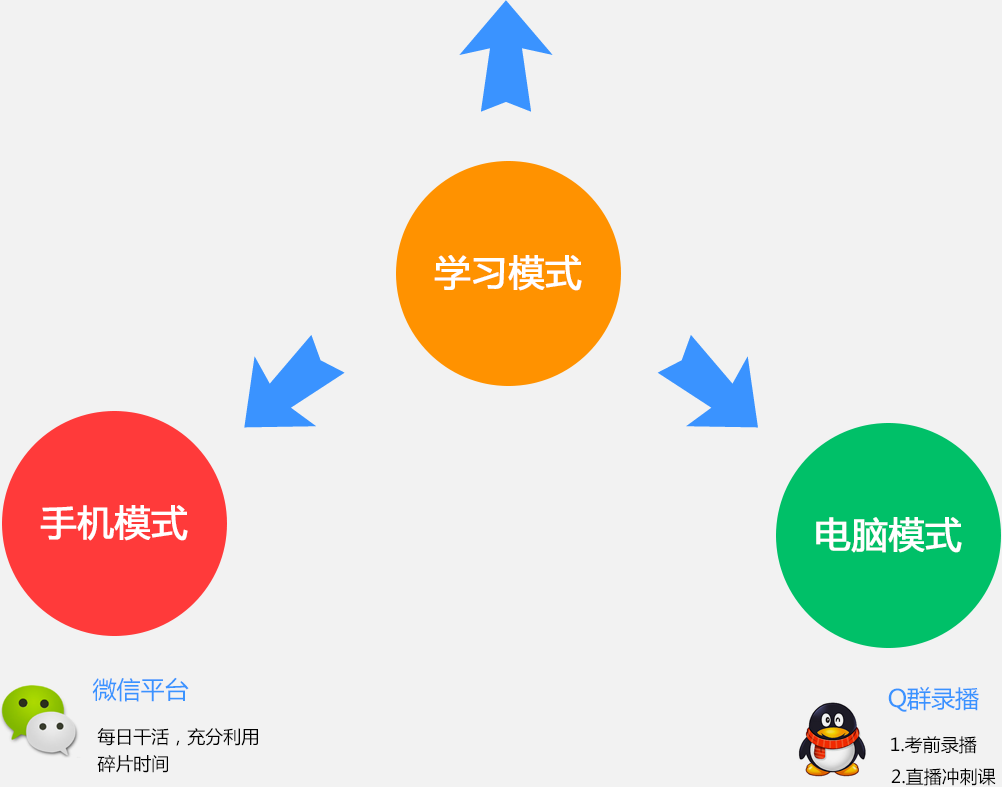 学习模式
手机模式
电脑模式
微信平台
每日干活，充分利用
碎片时间
Q群录播
1.考前录播
2.直播冲刺课